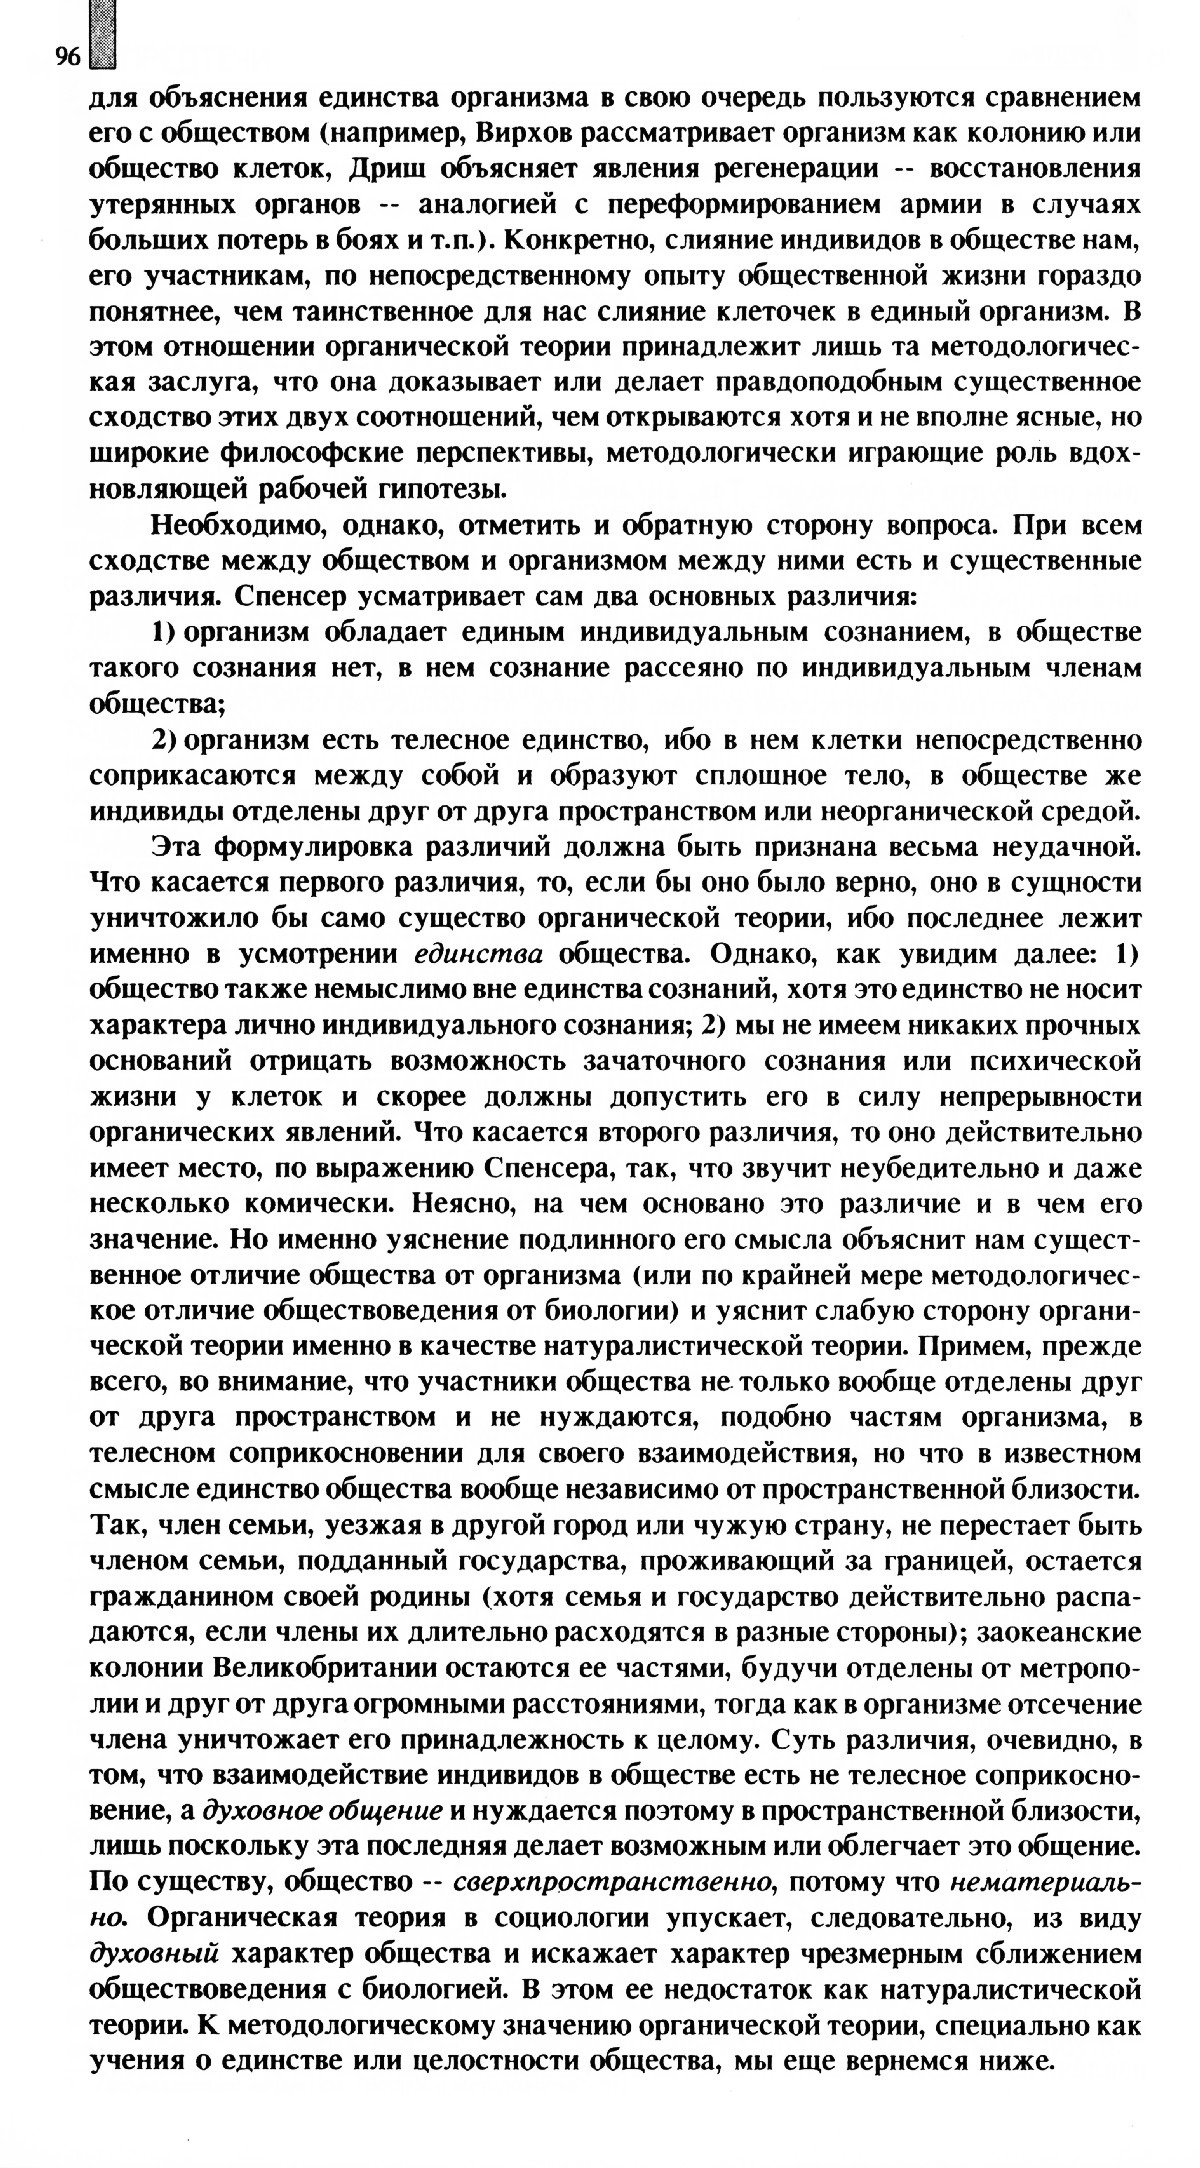 96
для объяснения единства организма в свою очередь пользуются сравнением
его с обществом (например, Вирхов рассматривает организм как колонию или
общество клеток, Дриш объясняет явления регенерации -- восстановления
утерянных органов -- аналогией с переформированием армии в случаях
больших потерь в боях и т.п.). Конкретно, слияние индивидов в обществе нам,
его участникам, по непосредственному опыту общественной жизни гораздо
понятнее, чем таинственное для нас слияние клеточек в единый организм. В
этом отношении органической теории принадлежит лишь та методологичес-
кая заслуга, что она доказывает или делает правдоподобным существенное
сходство этих двух соотношений, чем открываются хотя и не вполне ясные, но
широкие философские перспективы, методологически играющие роль вдох-
новляющей рабочей гипотезы.
Необходимо, однако, отметить и обратную сторону вопроса. При всем
сходстве между обществом и организмом между ними есть и существенные
различия. Спенсер усматривает сам два основных различия:
1) организм обладает единым индивидуальным сознанием, в обществе
такого сознания нет, в нем сознание рассеяно по индивидуальным членам
общества;
2) организм есть телесное единство, ибо в нем клетки непосредственно
соприкасаются между собой и образуют сплошное тело, в обществе же
индивиды отделены друг от друга пространством или неорганической средой.
Эта формулировка различий должна быть признана весьма неудачной.
Что касается первого различия, то, если бы оно было верно, оно в сущности
уничтожило бы само существо органической теории, ибо последнее лежит
именно в усмотрении единства общества. Однако, как увидим далее: 1)
общество также немыслимо вне единства сознаний, хотя это единство не носит
характера лично индивидуального сознания; 2) мы не имеем никаких прочных
оснований отрицать возможность зачаточного сознания или психической
жизни у клеток и скорее должны допустить его в силу непрерывности
органических явлений. Что касается второго различия, то оно действительно
имеет место, по выражению Спенсера, так, что звучит неубедительно и даже
несколько комически. Неясно, на чем основано это различие и в чем его
значение. Но именно уяснение подлинного его смысла объяснит нам сущест-
венное отличие общества от организма (или по крайней мере методологичес-
кое отличие обществоведения от биологии) и уяснит слабую сторону органи-
ческой теории именно в качестве натуралистической теории. Примем, прежде
всего, во внимание, что участники общества не только вообще отделены друг
от друга пространством и не нуждаются, подобно частям организма, в
телесном соприкосновении для своего взаимодействия, но что в известном
смысле единство общества вообще независимо от пространственной близости.
Так, член семьи, уезжая в другой город или чужую страну, не перестает быть
членом семьи, подданный государства, проживающий за границей, остается
гражданином своей родины (хотя семья и государство действительно распа-
даются, если члены их длительно расходятся в разные стороны); заокеанские
колонии Великобритании остаются ее частями, будучи отделены от метропо-
лии и друг от друга огромными расстояниями, тогда как в организме отсечение
члена уничтожает его принадлежность к целому. Суть различия, очевидно, в
том, что взаимодействие индивидов в обществе есть не телесное соприкосно-
вение, а духовное общение и нуждается поэтому в пространственной близости,
лишь поскольку эта последняя делает возможным или облегчает это общение.
По существу, общество -- сверхпространственно, потому что нематериаль-
но. Органическая теория в социологии упускает, следовательно, из виду
духовный характер общества и искажает характер чрезмерным сближением
обществоведения с биологией. В этом ее недостаток как натуралистической
теории. К методологическому значению органической теории, специально как
учения о единстве или целостности общества, мы еще вернемся ниже.